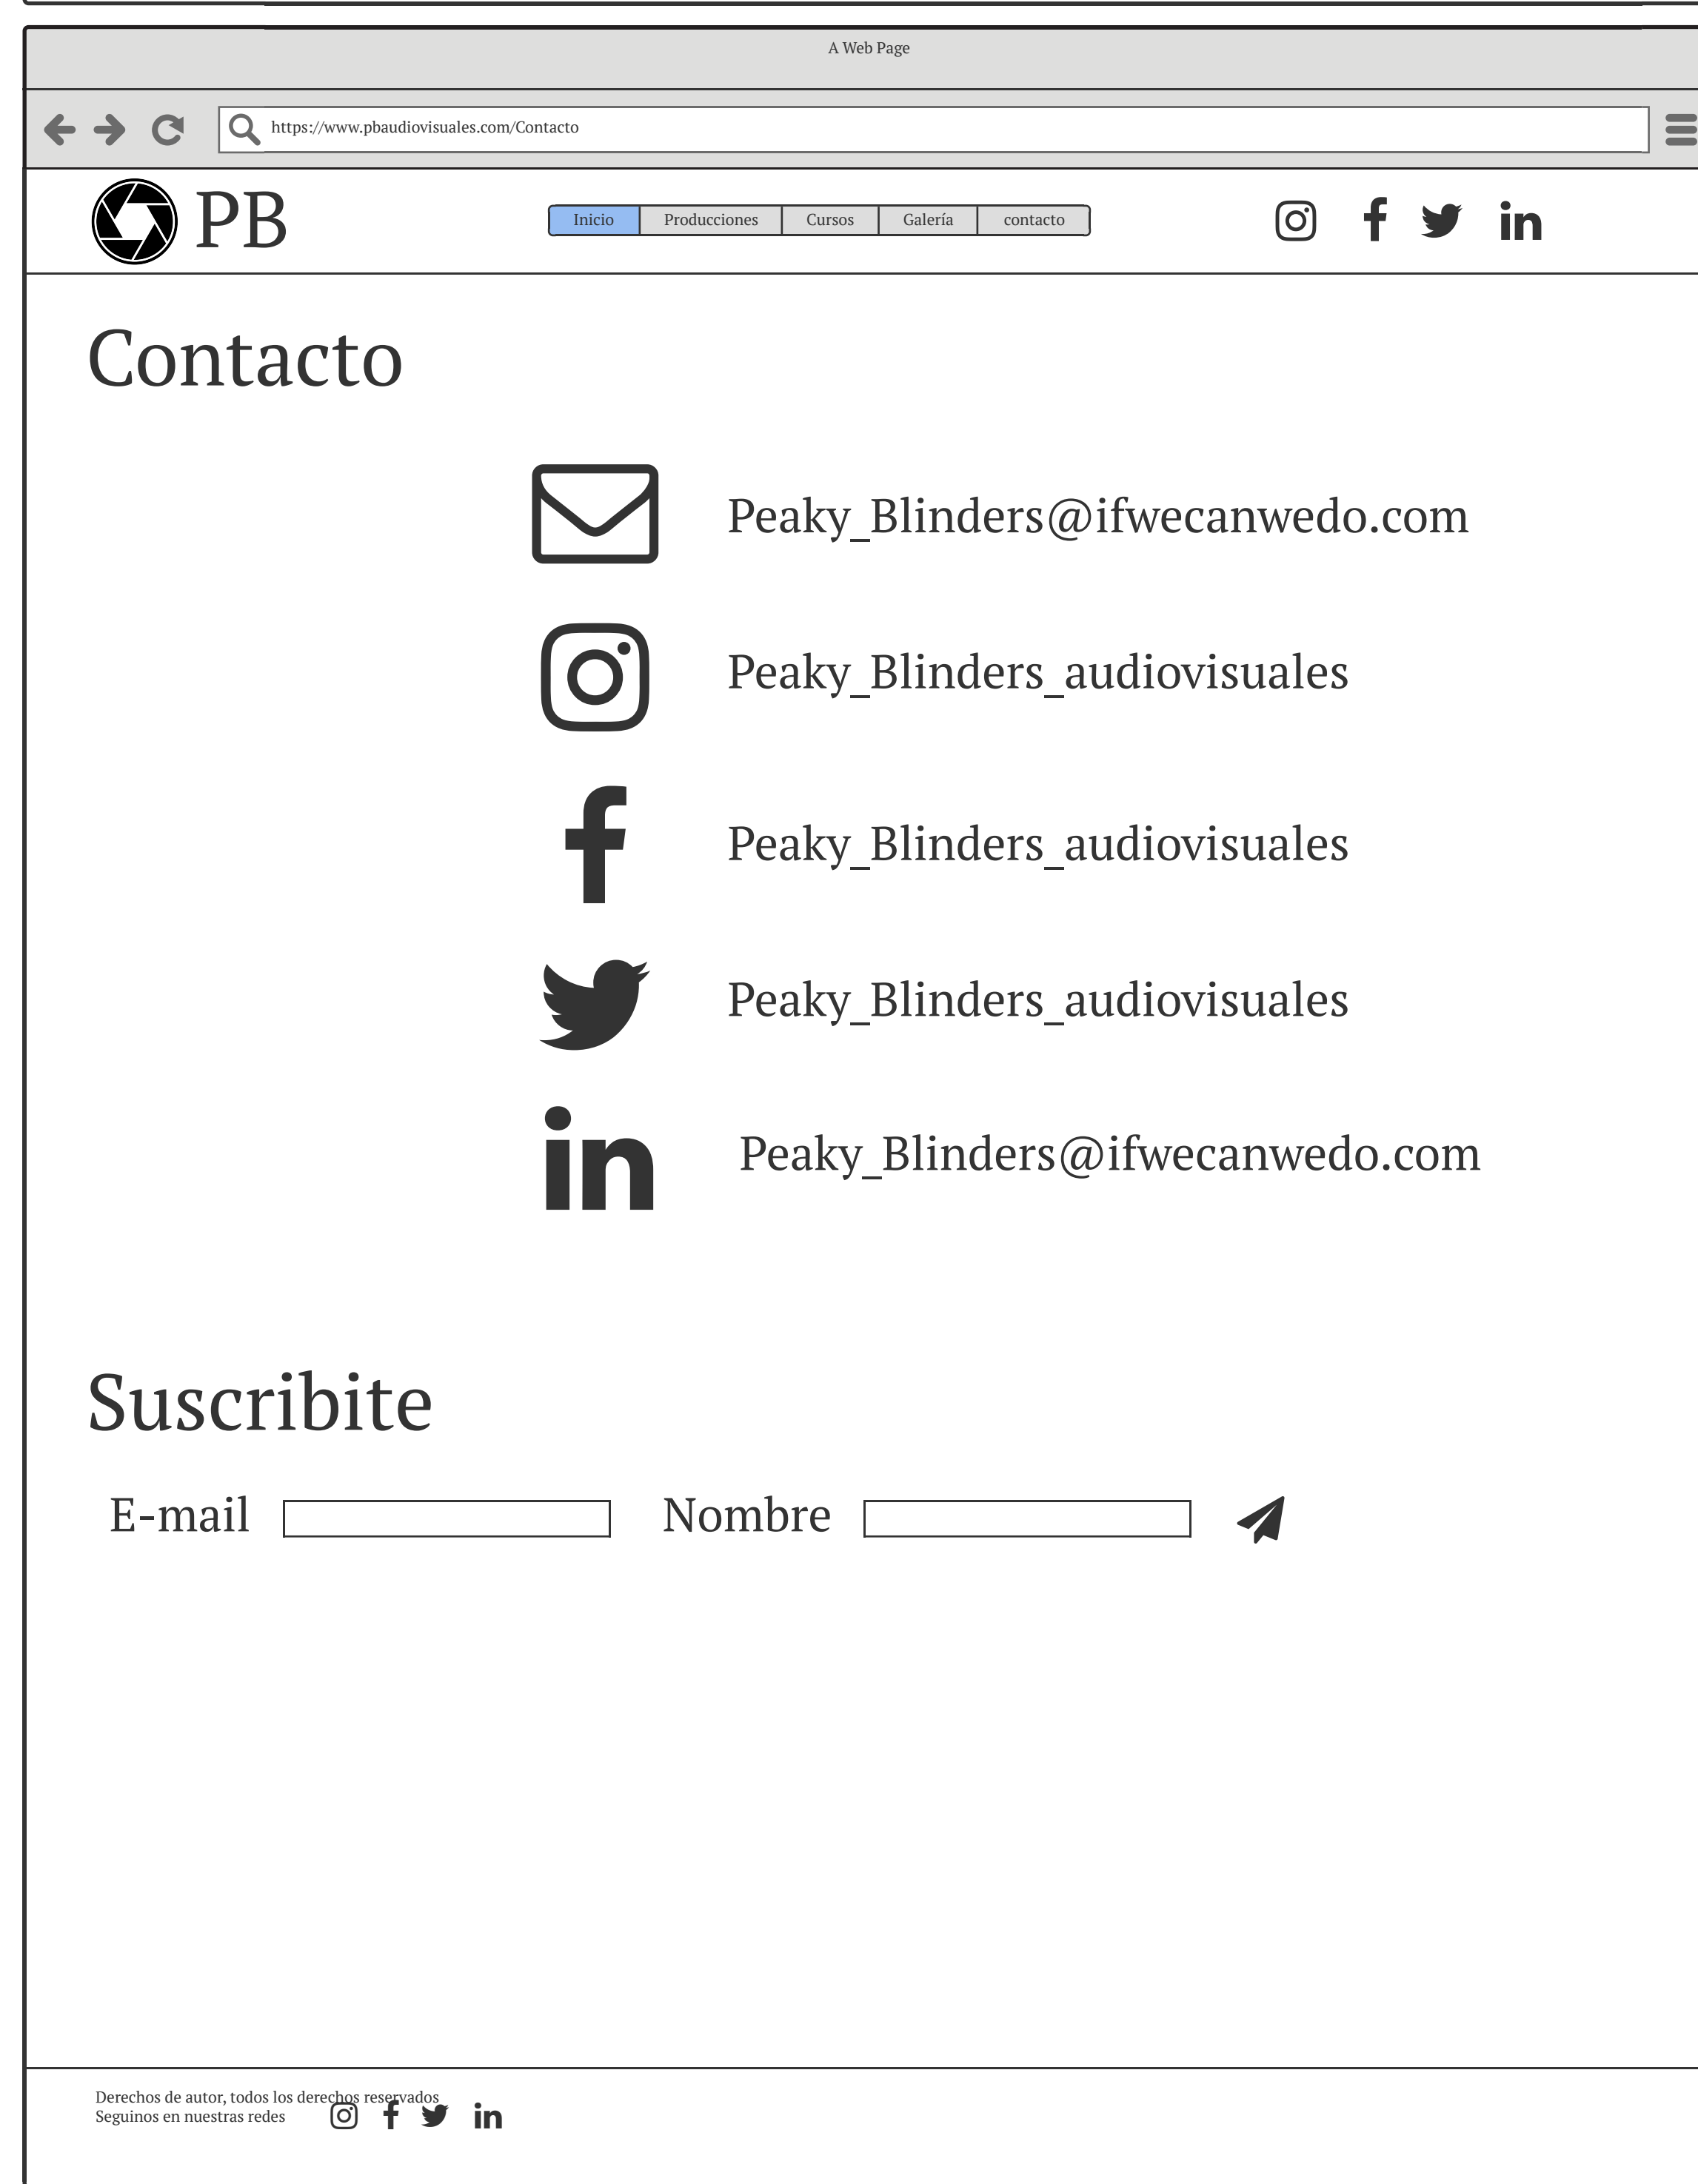 A Web Page
https://www.pbaudiovisuales.com/Contacto
PB
Inicio Producciones Cursos Galería contacto
Contacto
Peaky_Blinders@ifwecanwedo.com
Peaky_Blinders_audiovisuales
Peaky_Blinders_audiovisuales
Peaky_Blinders_audiovisuales
Peaky_Blinders@ifwecanwedo.com
Suscribite
E-mail Nombre
Derechos de autor, todos los derechos reservados
Seguinos en nuestras redes